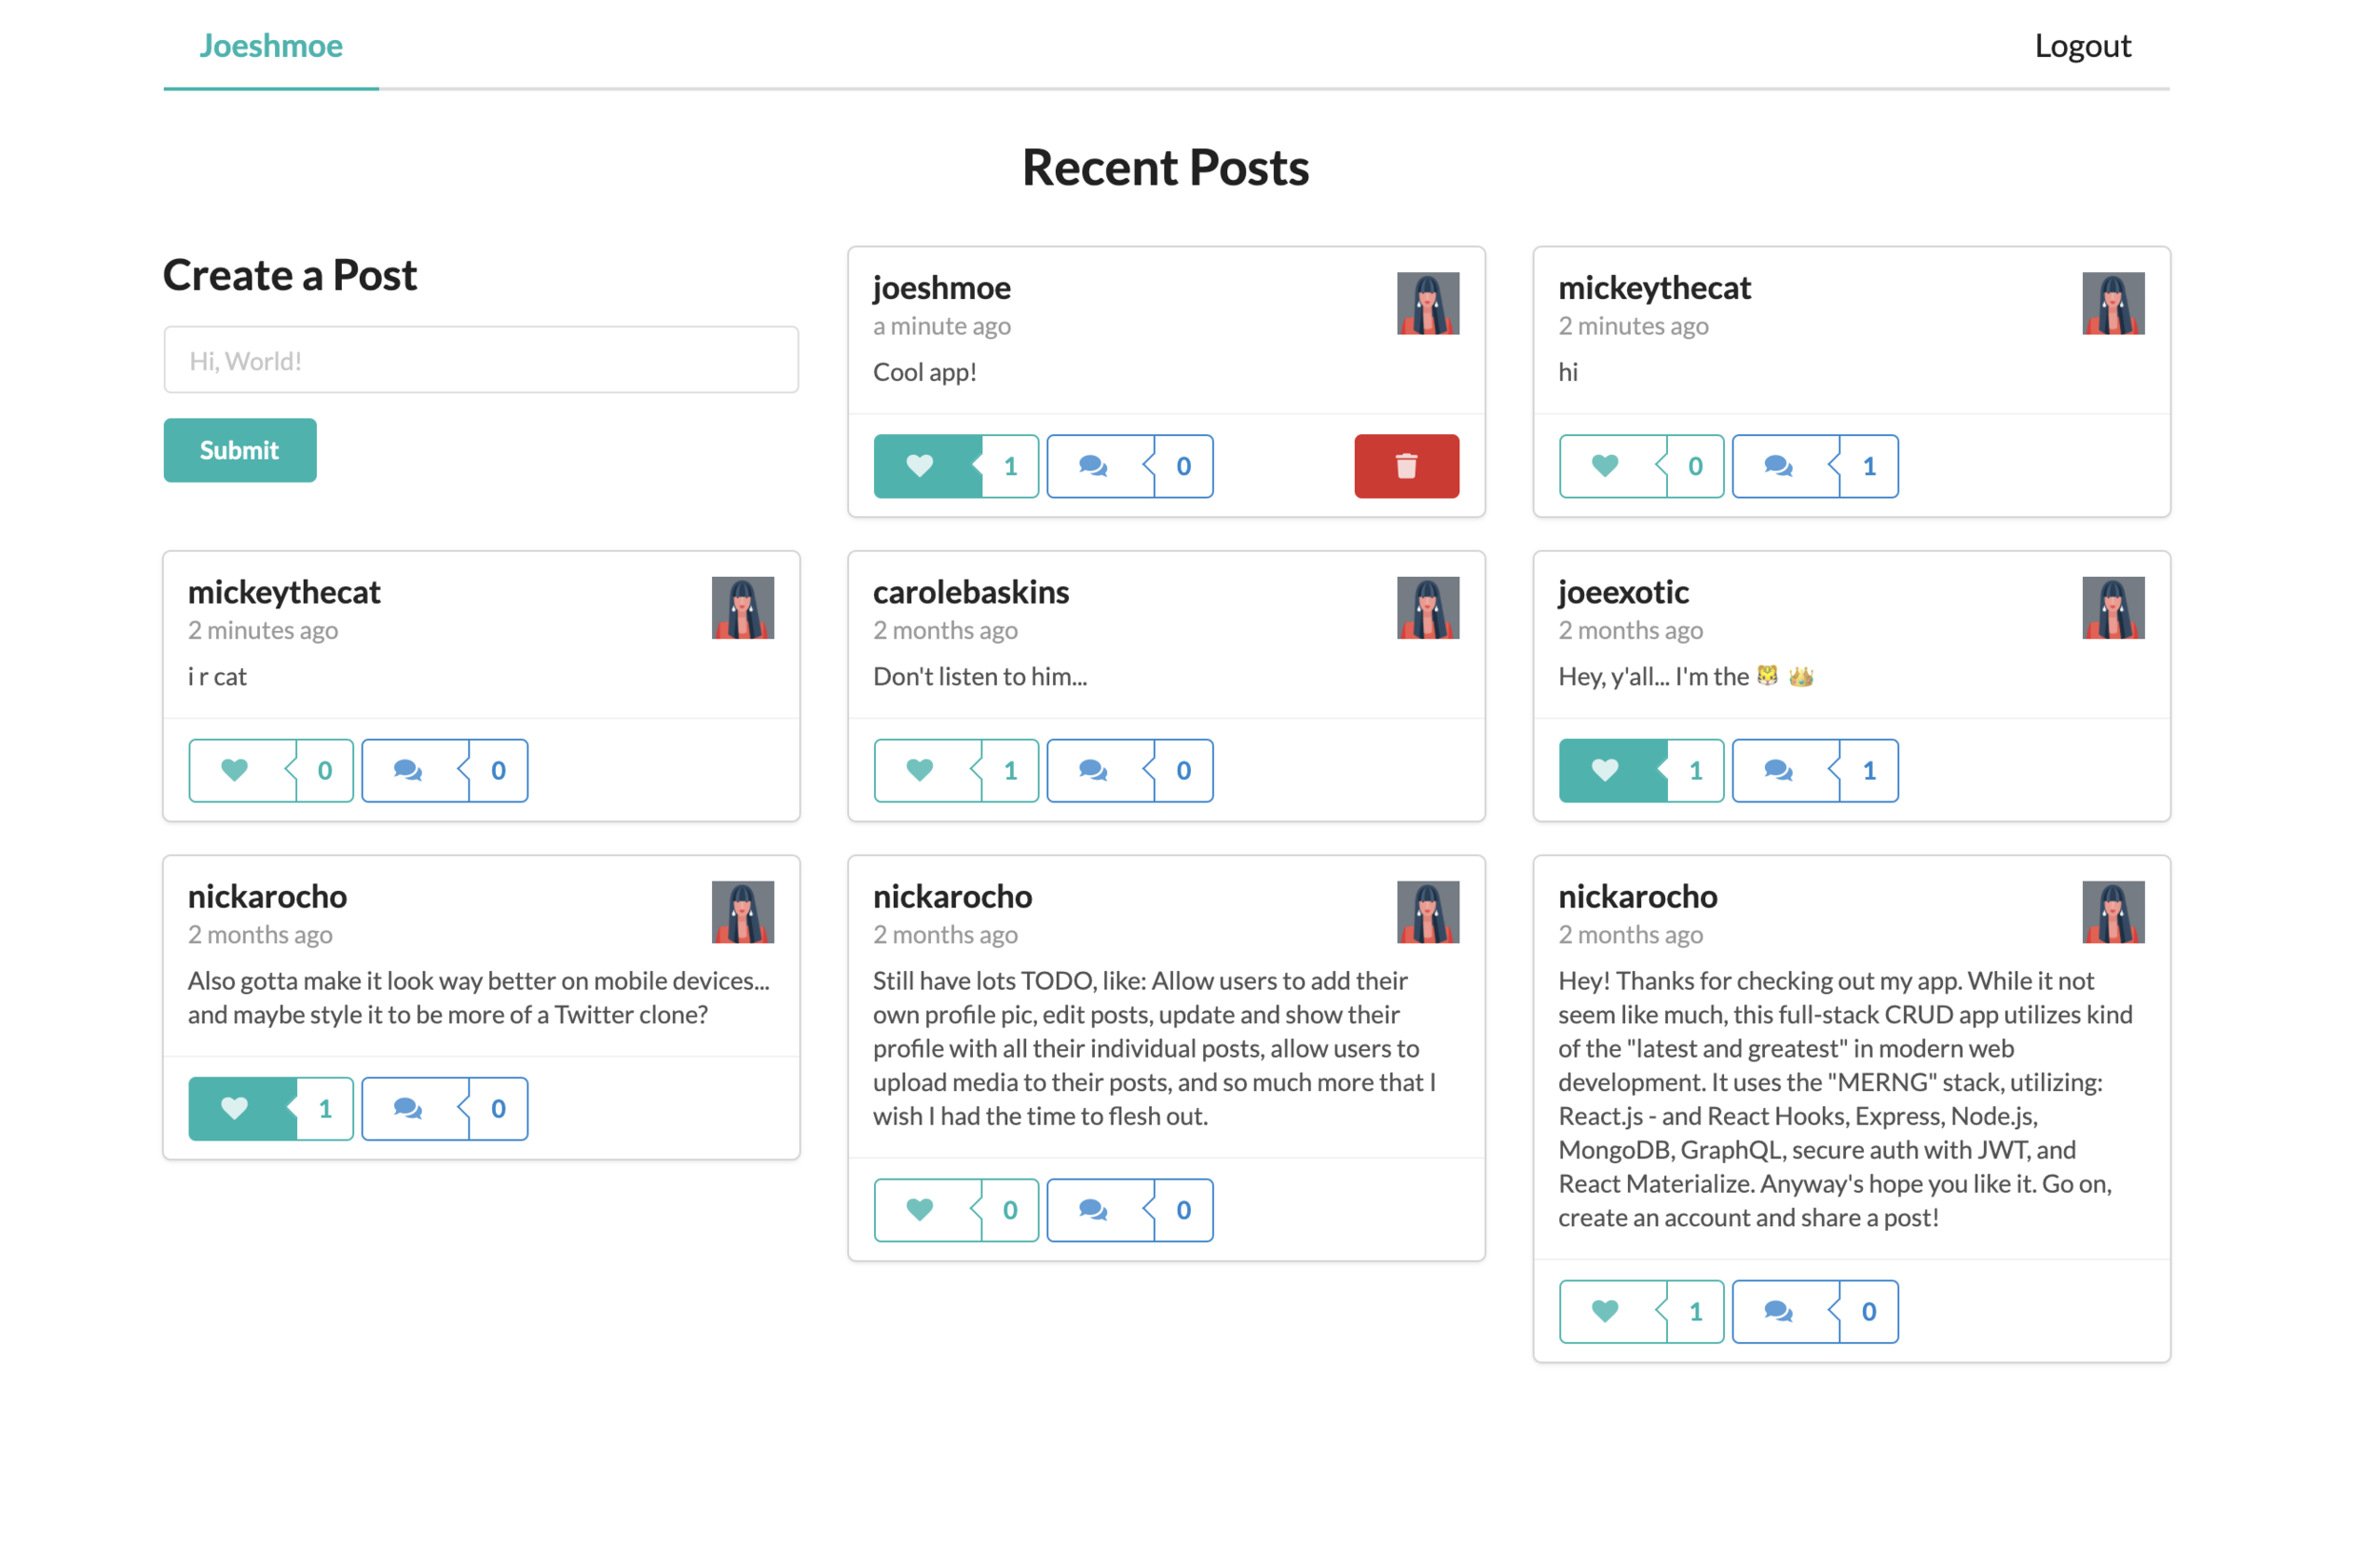 Joeshmoe
Logout
Recent Posts
Create a Post
Hi, World!
Submit
joeshmoe
a minute ago
Cool app!
1
0
mickeythecat
2 minutes ago
hi
0
1
mickeythecat
2 minutes ago
i r cat
0
0
carolebaskins
2 months ago
Don't listen to him...
1
0
joeexotic
2 months ago
Hey, y'all... I'm the 🐯 👑
1
1
nickarocho
2 months ago
Also gotta make it look way better on mobile devices...
and maybe style it to be more of a Twitter clone?
1
0
nickarocho
2 months ago
Still have lots TODO, like: Allow users to add their
own profile pic, edit posts, update and show their
profile with all their individual posts, allow users to
upload media to their posts, and so much more that I
wish I had the time to flesh out.
0
0
nickarocho
2 months ago
Hey! Thanks for checking out my app. While it not
seem like much, this full-stack CRUD app utilizes kind
of the "latest and greatest" in modern web
development. It uses the "MERNG" stack, utilizing:
React.js - and React Hooks, Express, Node.js,
MongoDB, GraphQL, secure auth with JWT, and
React Materialize. Anyway's hope you like it. Go on,
create an account and share a post!
1
0